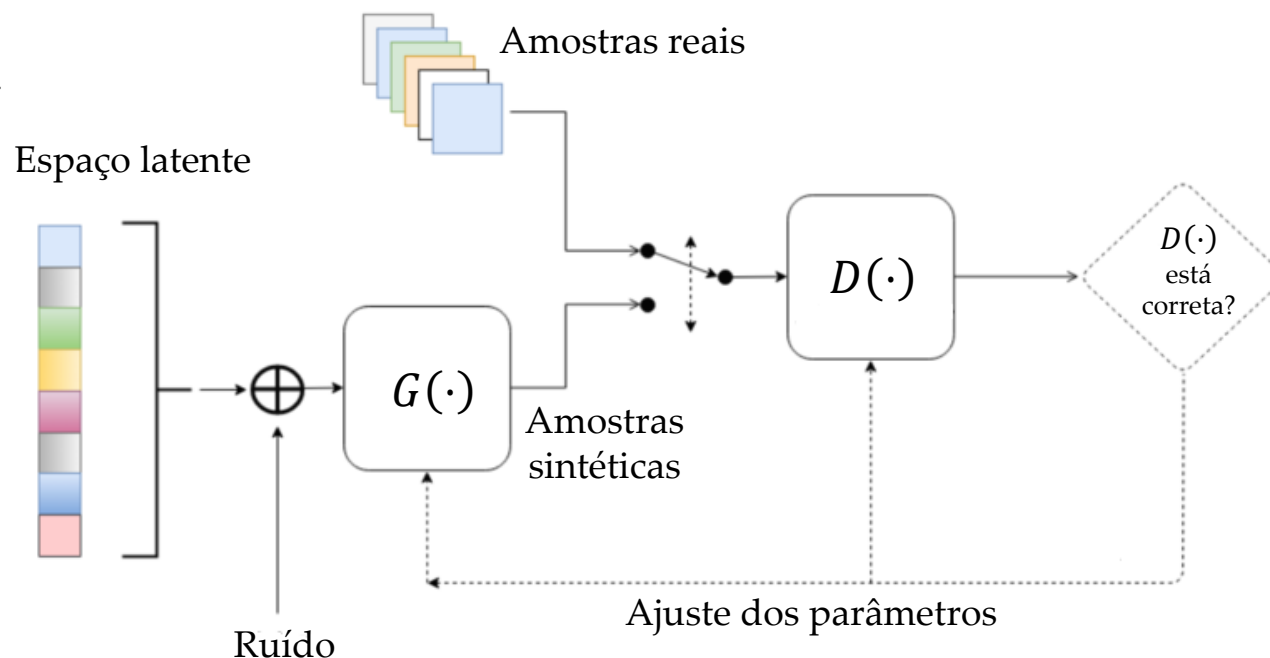 Amostras reais
Espaço latente
D(·)
está
correta?
D(·)
G(·)
Amostras
sintéticas
Ajuste dos parâmetros
Ruído